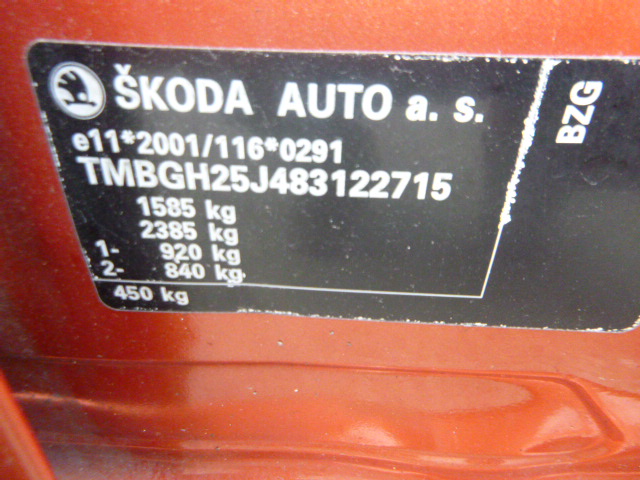 ŠKODA AUTO a. s.
e11*2001/116*0291
TMBGH25J483122715
1585 kg
2385 kg
1- 920 kg
2- 840 kg
450 kg
BZG